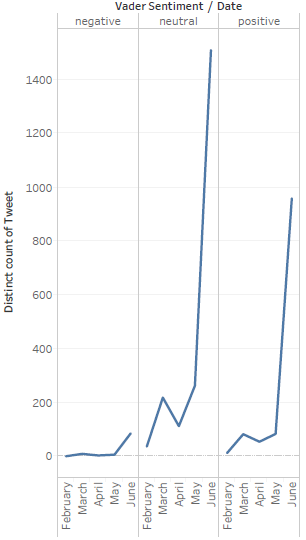 Vader Sentiment / Date
negative neutral positive
1400
1200
1000
800
600
400
200
0
Distinct count of Tweet
February March April May June February March April May June February March April May June